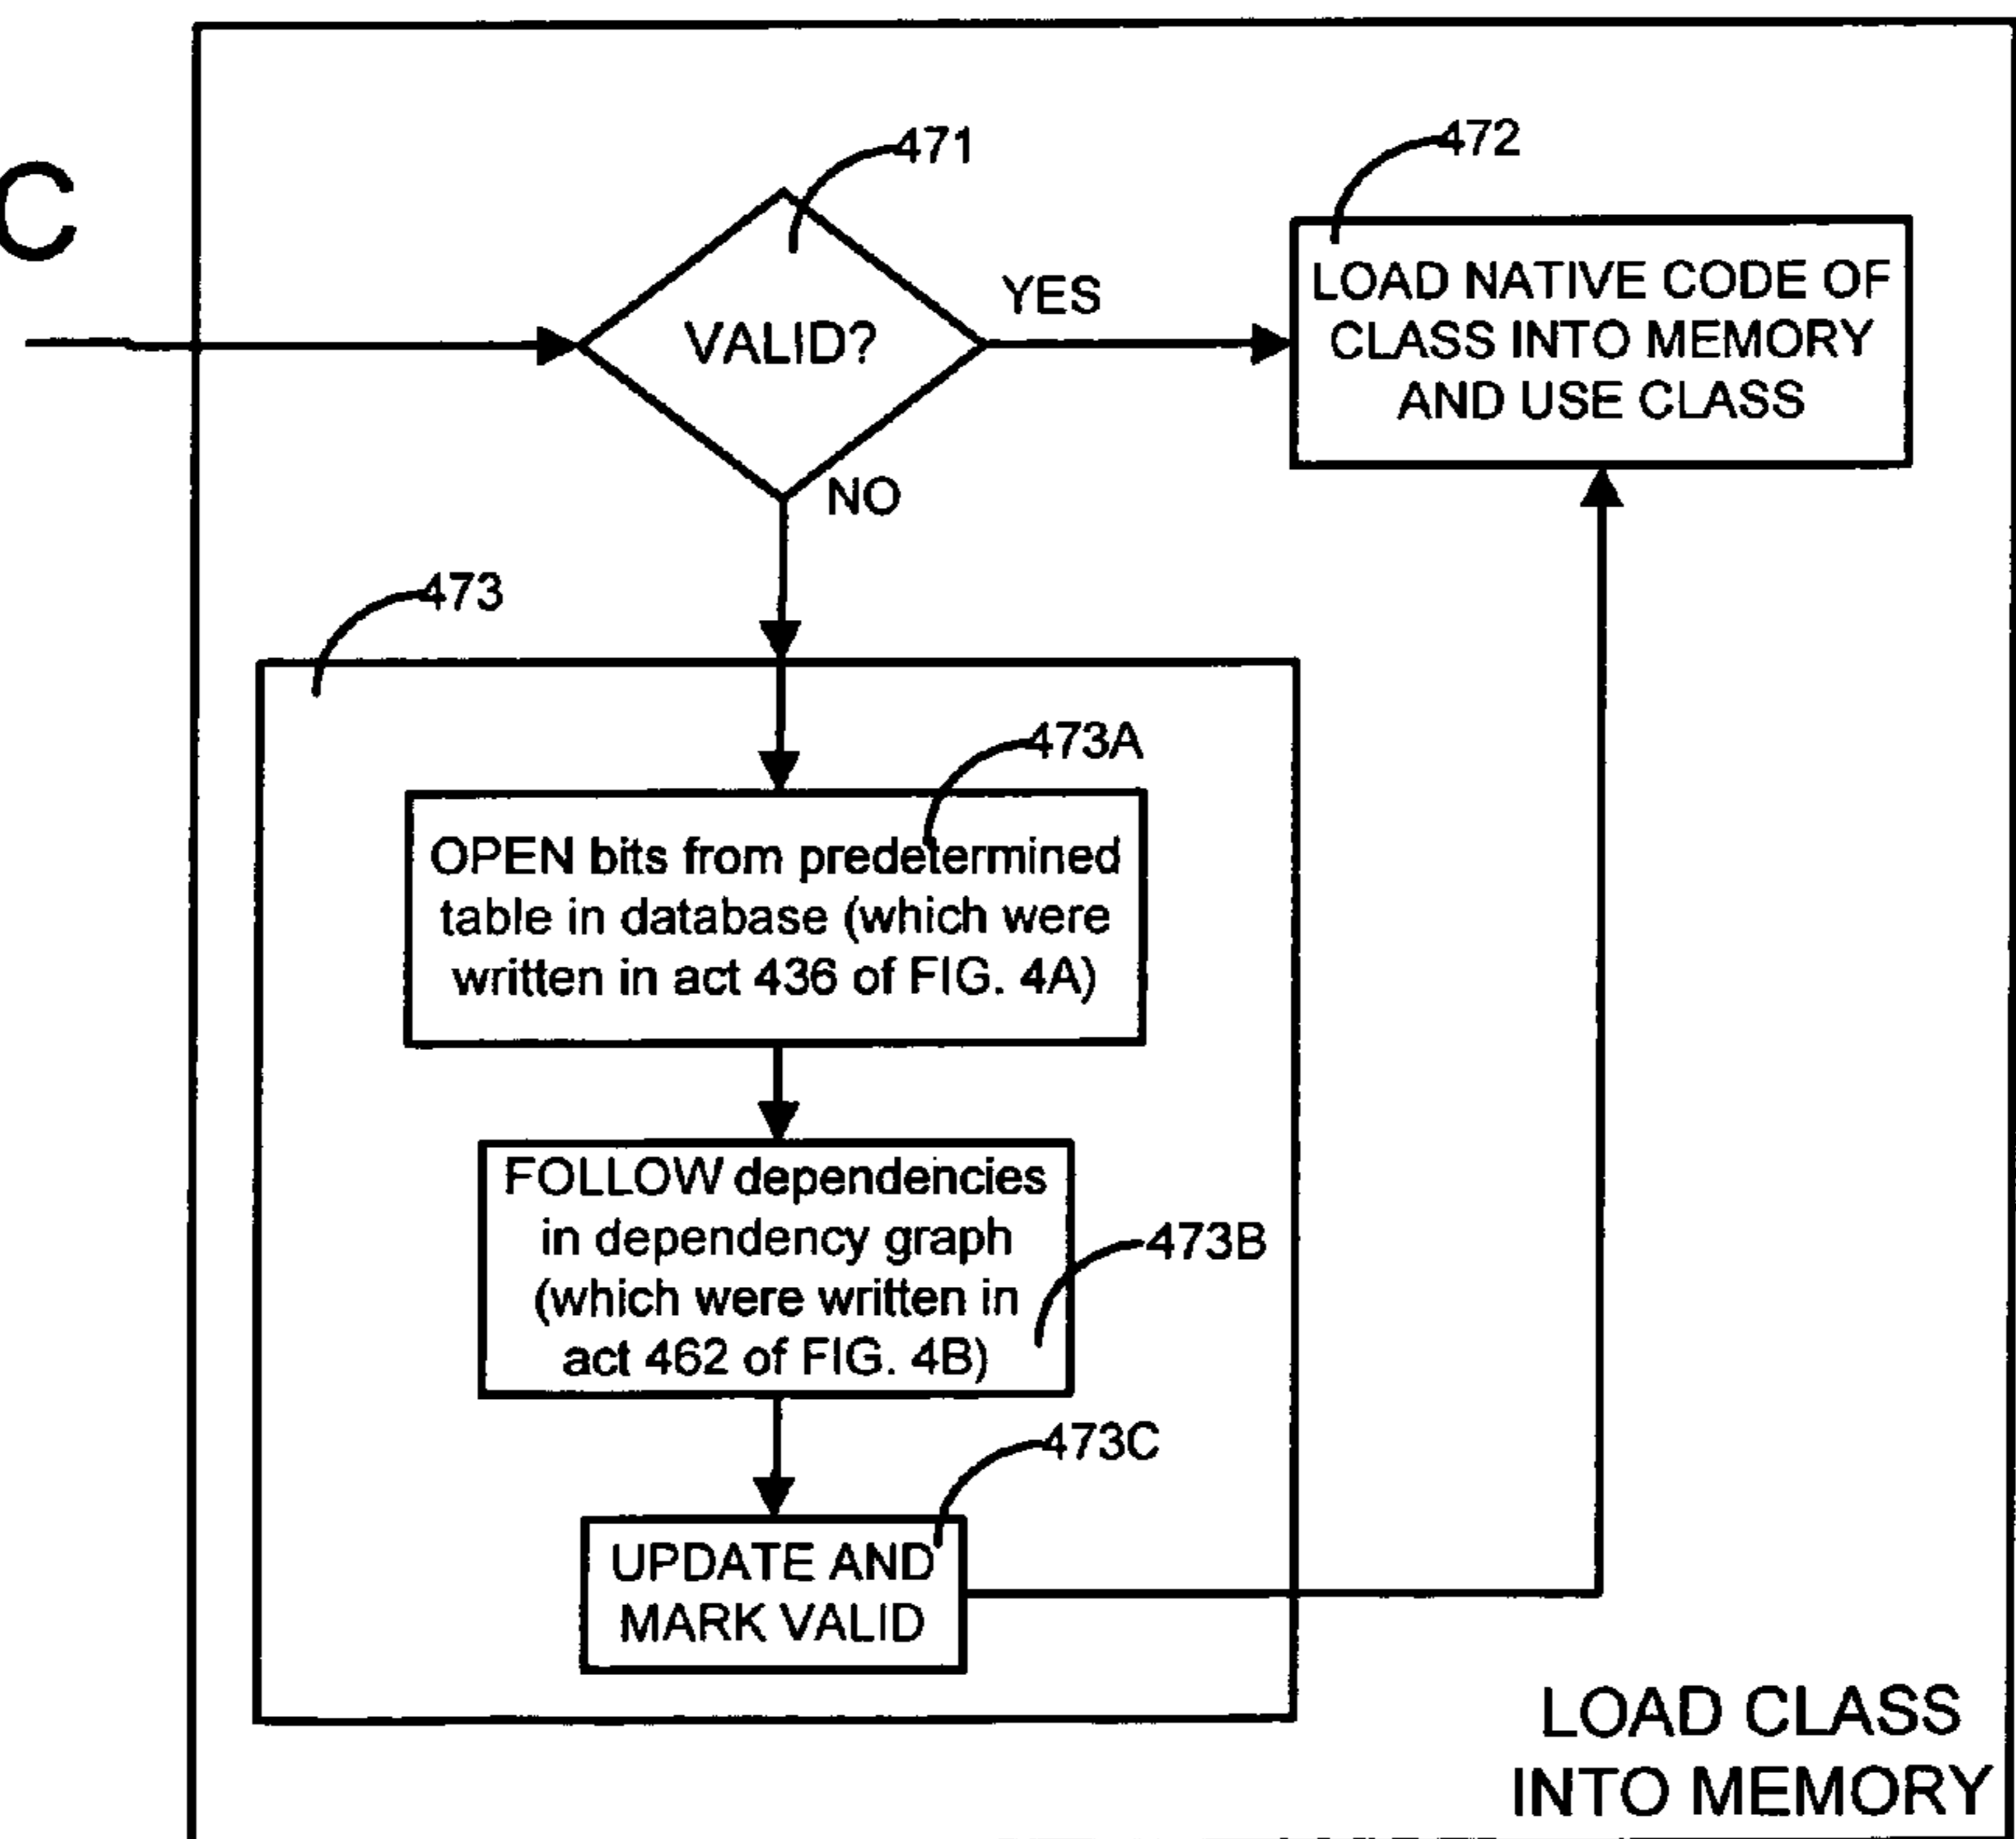 C
471
472
VALID?
YES
NO
LOAD NATIVE CODE OF
CLASS INTO MEMORY
AND USE CLASS
473
473A
OPEN bits from predetermined
table in database (which were
written in act 436 of FIG. 4A)
FOLLOW dependencies
in dependency graph
(which were written in
act 462 of FIG. 4B)
473B
473C
UPDATE AND
MARK VALID
LOAD CLASS
INTO MEMORY